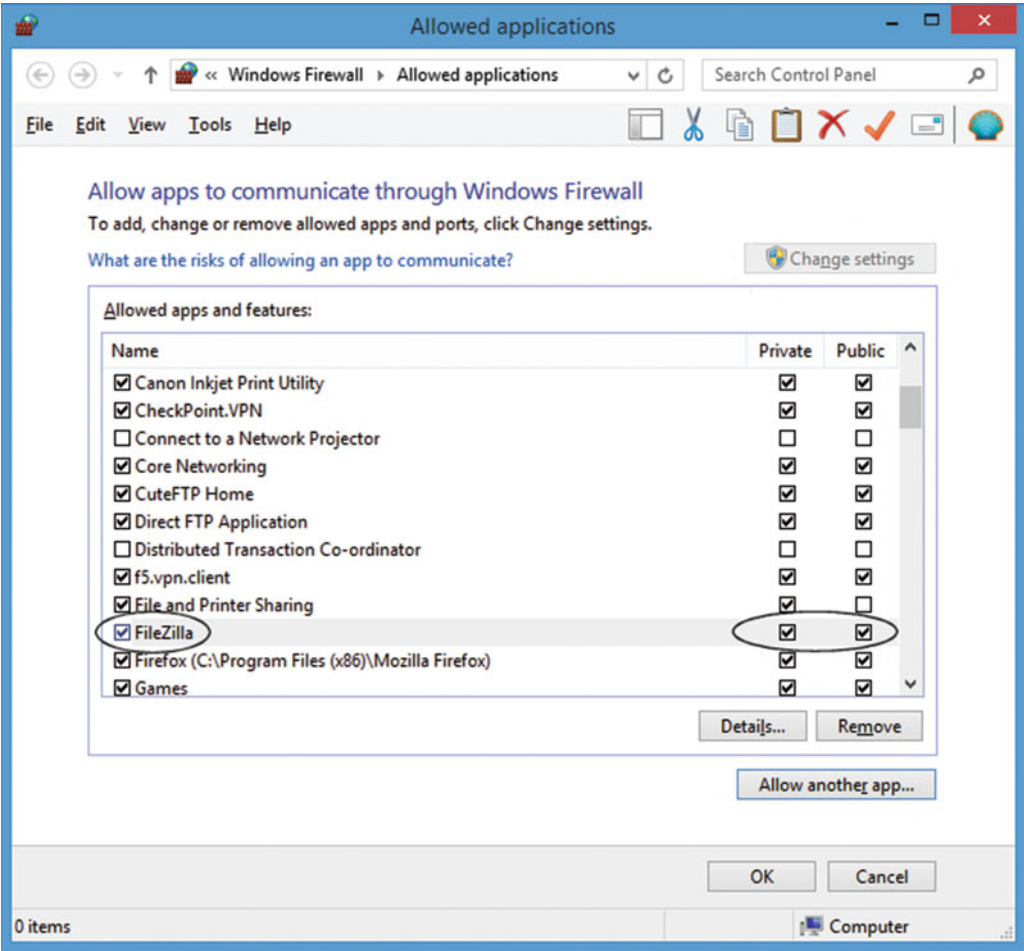 Allowed applications
« Windows Firewall Allowed applications
Search Control Panel
File Edit View Tools Help
Allow apps to communicate through Windows Firewall
To add, change or remove allowed apps and ports, click Change settings.
What are the risks of allowing an app to communicate?
Change settings
Allowed apps and features:
Name Private Public
Canon Inkjet Print Utility
CheckPoint.VPN
Connect to a Network Projector
Core Networking
CuteFTP Home
Direct FTP Application
Distributed Transaction Co-ordinator
f5.vpn.client
File and Printer Sharing
FileZilla
Firefox (C:\Program Files (x86)\Mozilla Firefox)
Games
Details... Remove
Allow another app...
OK Cancel
0 items Computer